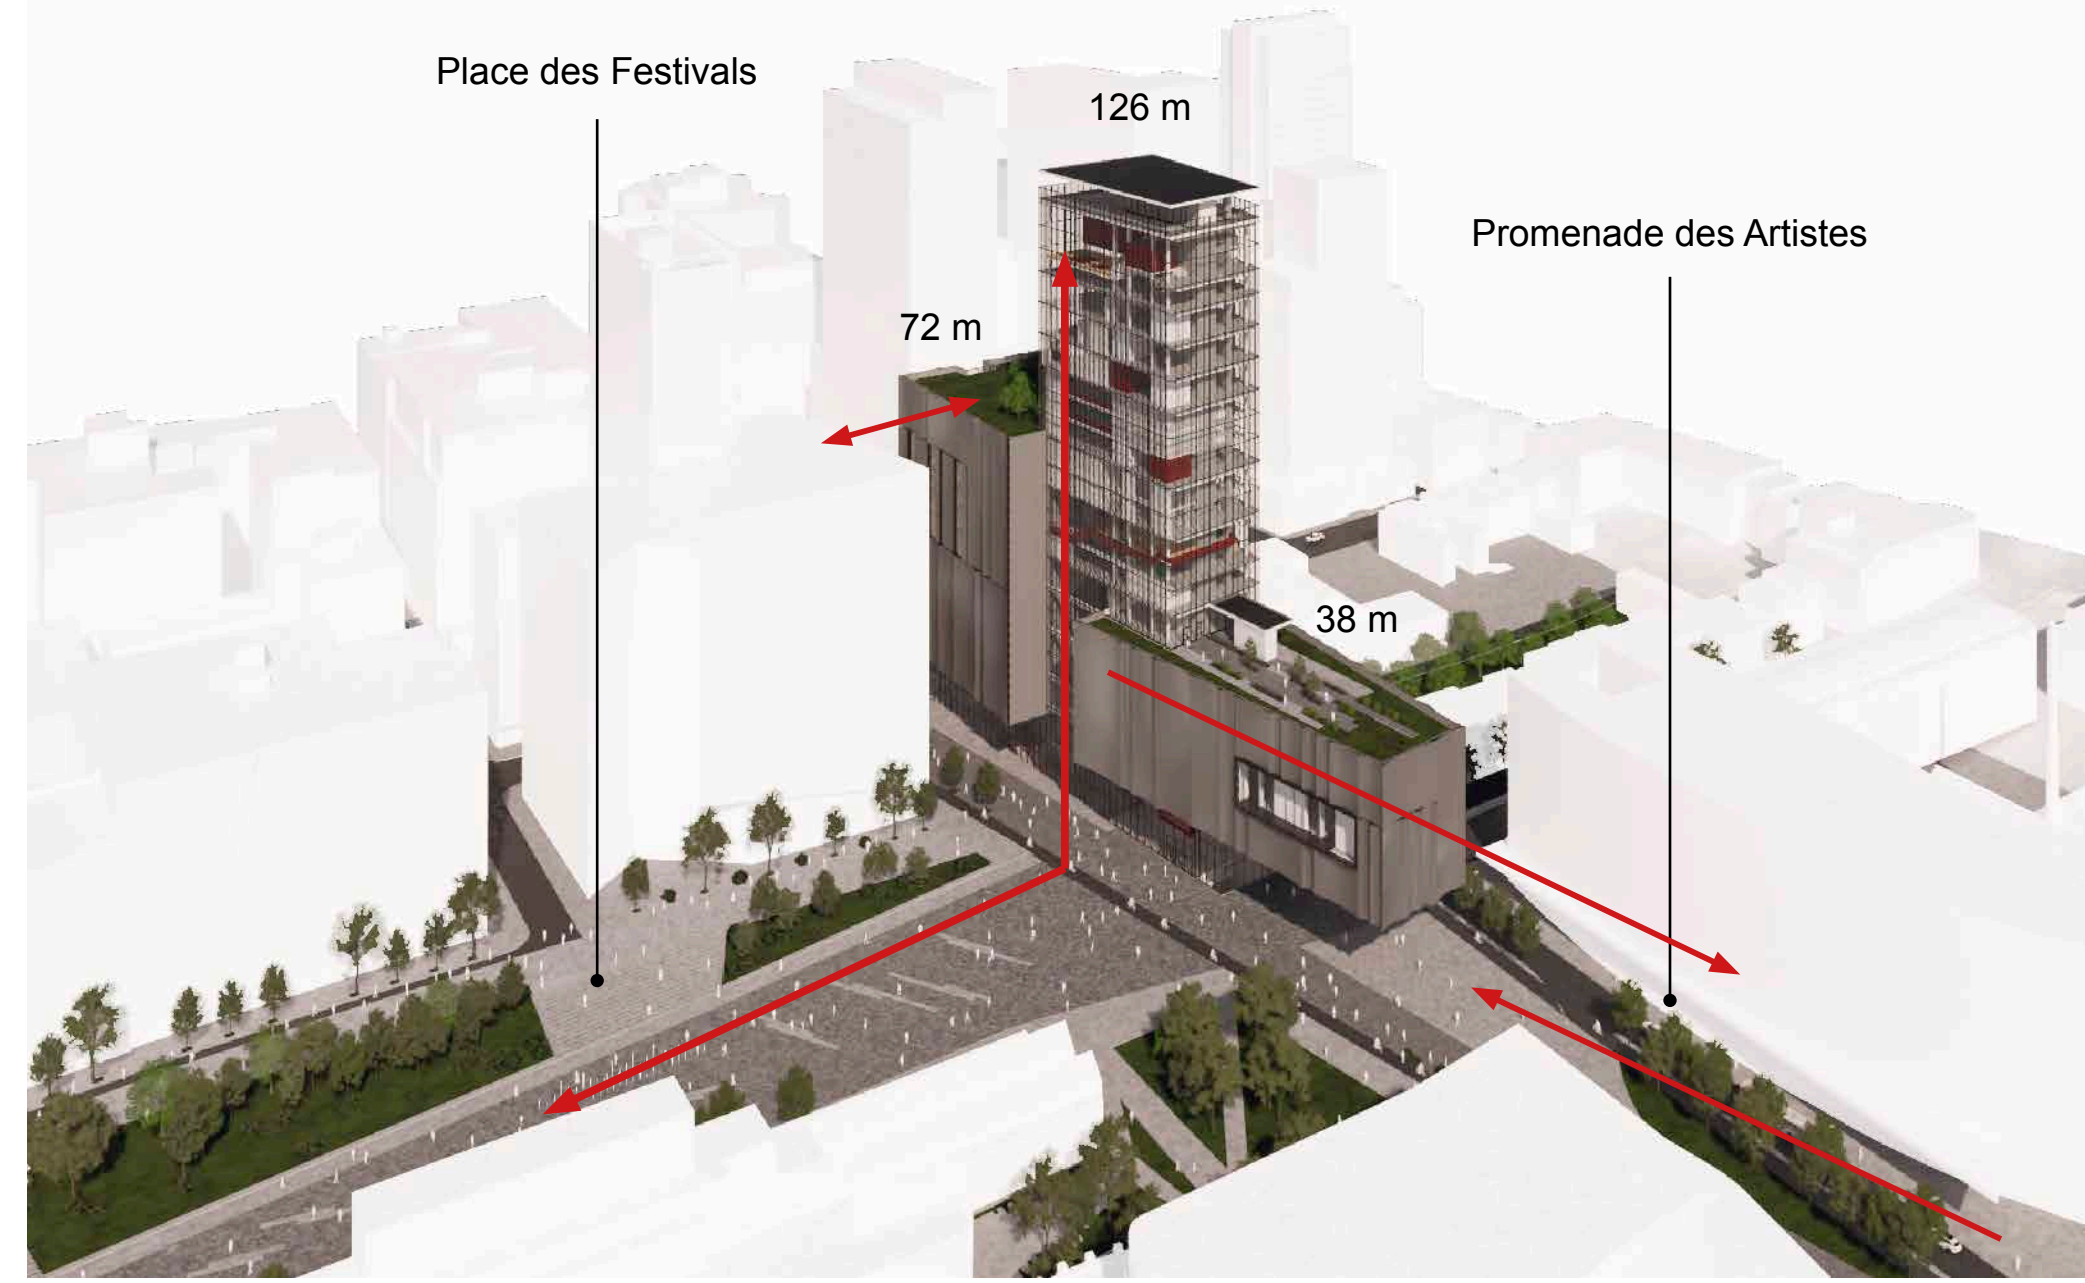 Place des Festivals
126 m
Promenade des Artistes
72 m
38 m